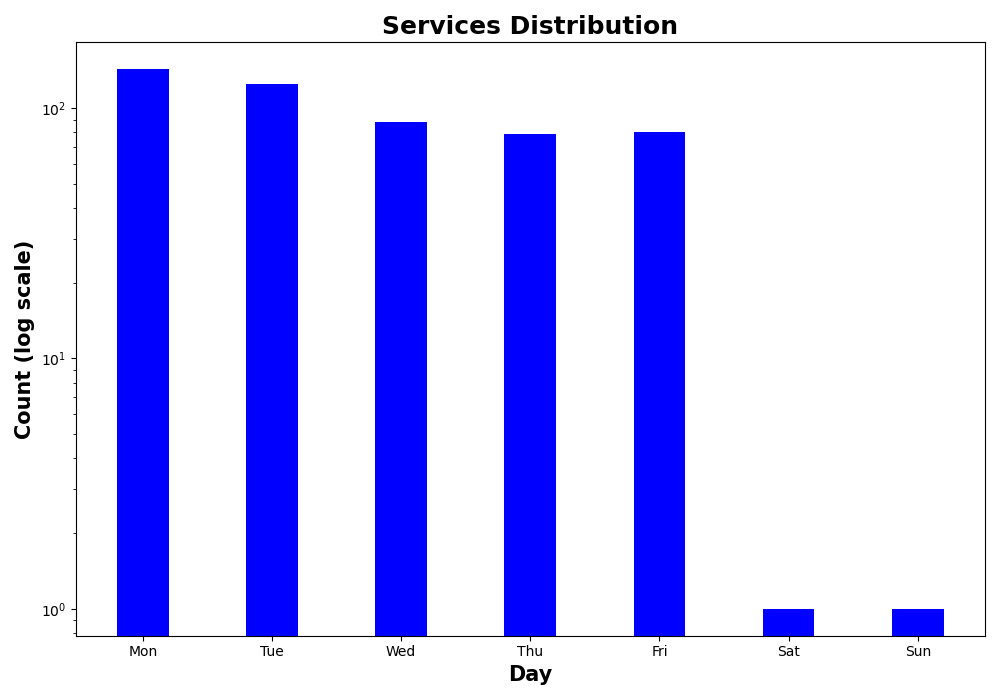 Services Distribution
Count (log scale)
10²
10¹
10⁰
Mon Tue Wed Thu Fri Sat Sun
Day